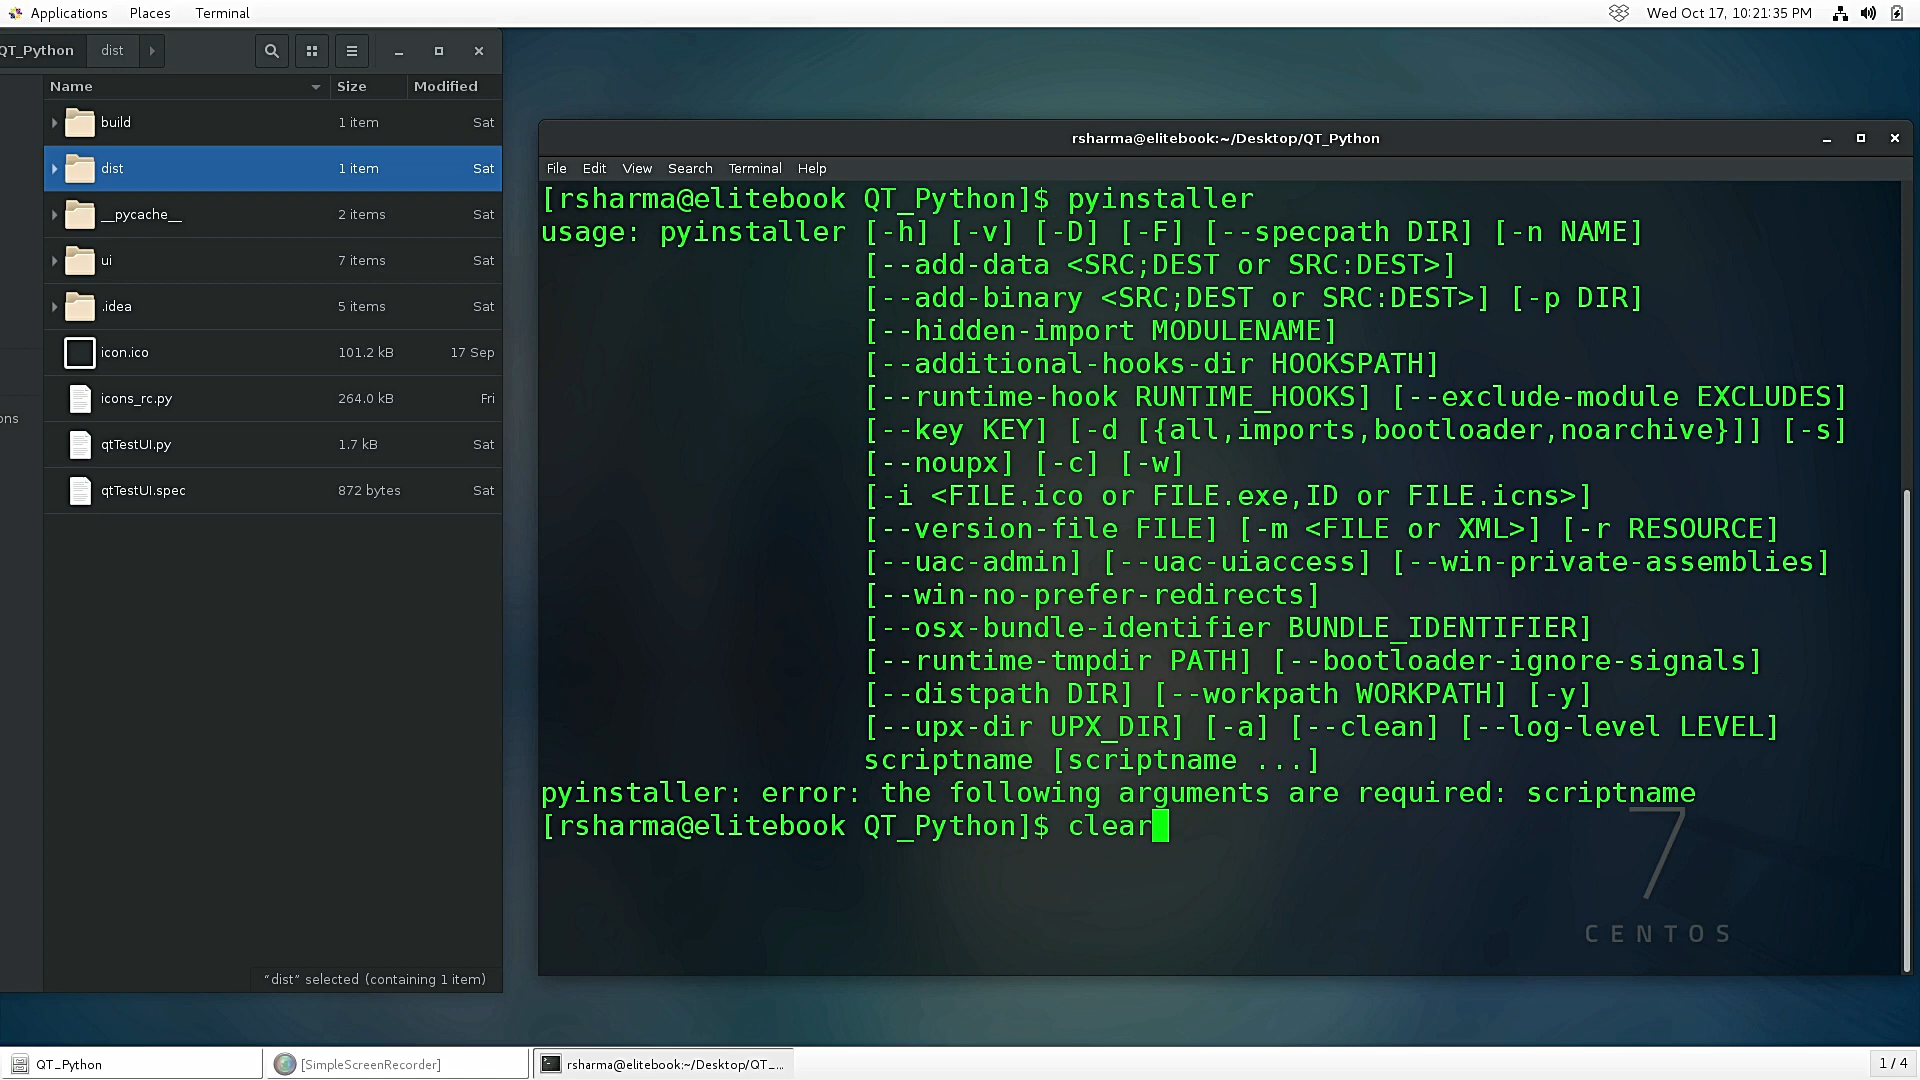 Applications Places Terminal Wed Oct 17, 10:21:35 PM
QT_Python dist
Name Size Modified
build 1 item Sat
dist 1 item Sat
__pycache__ 2 items Sat
ui 7 items Sat
.idea 5 items Sat
icon.ico 101.2 kB 17 Sep
icons_rc.py 264.0 kB Fri
qtTestUI.py 1.7 kB Sat
qtTestUI.spec 872 bytes Sat
ons
“dist” selected (containing 1 item)
rsharma@elitebook:~/Desktop/QT_Python
File Edit View Search Terminal Help
[rsharma@elitebook QT_Python]$ pyinstaller
usage: pyinstaller [-h] [-v] [-D] [-F] [--specpath DIR] [-n NAME]
[--add-data <SRC;DEST or SRC:DEST>]
[--add-binary <SRC;DEST or SRC:DEST>] [-p DIR]
[--hidden-import MODULENAME]
[--additional-hooks-dir HOOKSPATH]
[--runtime-hook RUNTIME_HOOKS] [--exclude-module EXCLUDES]
[--key KEY] [-d [{all,imports,bootloader,noarchive}]] [-s]
[--noupx] [-c] [-w]
[-i <FILE.ico or FILE.exe,ID or FILE.icns>]
[--version-file FILE] [-m <FILE or XML>] [-r RESOURCE]
[--uac-admin] [--uac-uiaccess] [--win-private-assemblies]
[--win-no-prefer-redirects]
[--osx-bundle-identifier BUNDLE_IDENTIFIER]
[--runtime-tmpdir PATH] [--bootloader-ignore-signals]
[--distpath DIR] [--workpath WORKPATH] [-y]
[--upx-dir UPX_DIR] [-a] [--clean] [--log-level LEVEL]
scriptname [scriptname ...]
pyinstaller: error: the following arguments are required: scriptname
[rsharma@elitebook QT_Python]$ clear
7
CENTOS
QT_Python [SimpleScreenRecorder] rsharma@elitebook:~/Desktop/QT_... 1 / 4